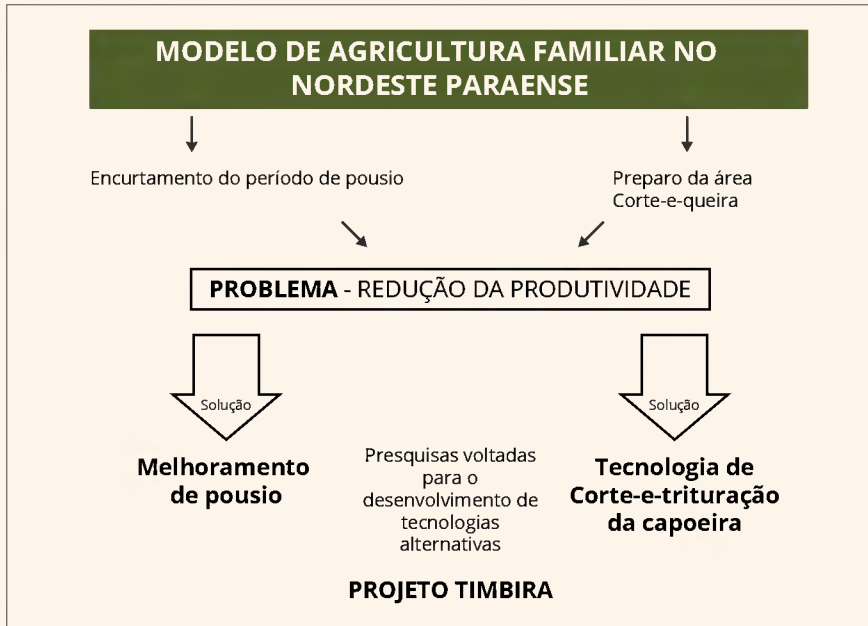 MODELO DE AGRICULTURA FAMILIAR NO
NORDESTE PARAENSE
Encurtamento do período de pousio
Preparo da área
Corte-e-queira
PROBLEMA - REDUÇÃO DA PRODUTIVIDADE
Solução
Solução
Melhoramento
de pousio
Presquisas voltadas
para o
desenvolvimento de
tecnologias
alternativas
Tecnologia de
Corte-e-trituração
da capoeira
PROJETO TIMBIRA